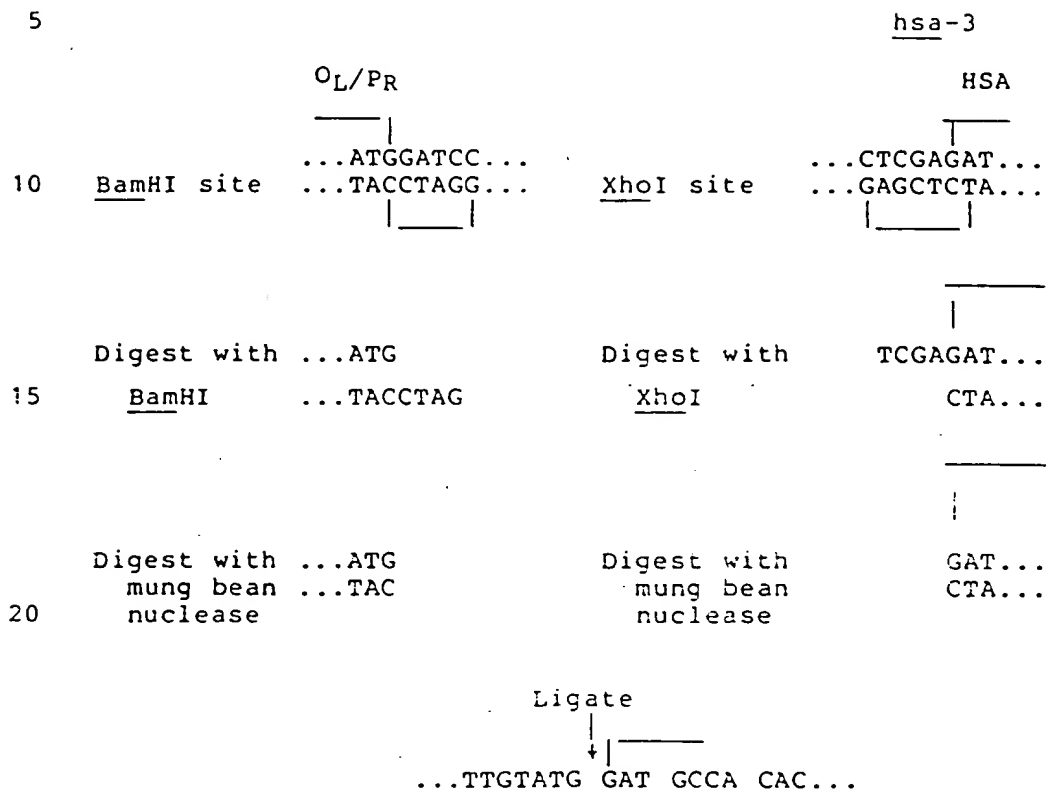 5 hsa-3
OL/PR HSA
...ATGGATCC... ...CTCGAGAT...
10 BamHI site ...TACCTAGG... XhoI site ...GAGCTCTA...
Digest with ...ATG Digest with TCGAGAT...
15 BamHI ...TACCTAG XhoI CTA...
Digest with ...ATG Digest with GAT...
mung bean ...TAC mung bean CTA...
20 nuclease nuclease
Ligate
...TTGTATG GAT GCCA CAC...